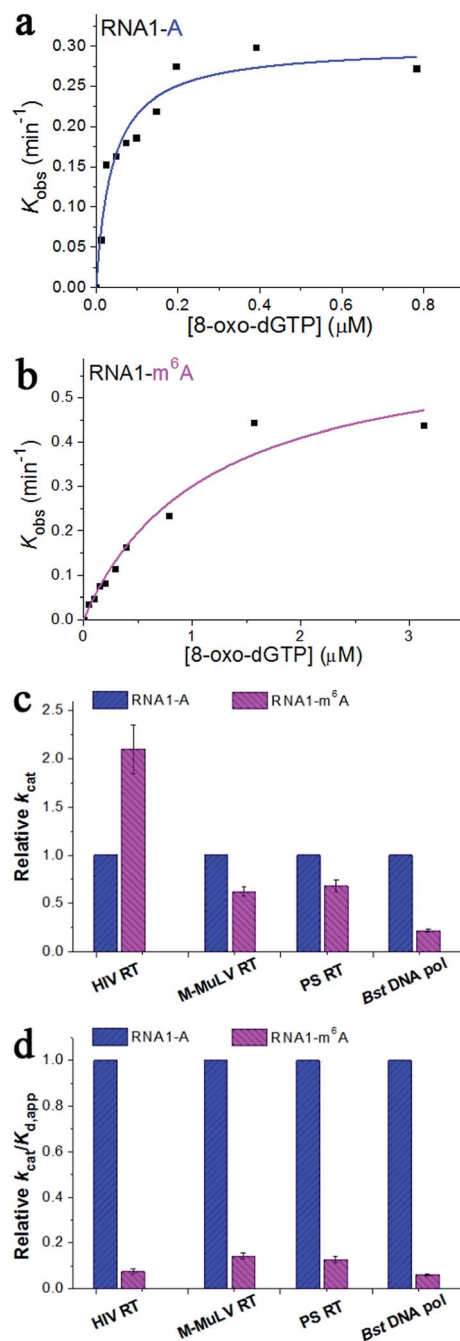 a
RNA1-A
K_obs (min⁻¹)
0.30
0.25
0.20
0.15
0.10
0.05
0.00
0.0 0.2 0.4 0.6 0.8
[8-oxo-dGTP] (μM)
b
RNA1-m⁶A
K_obs (min⁻¹)
0.5
0.4
0.3
0.2
0.1
0.0
0 1 2 3
[8-oxo-dGTP] (μM)
c
RNA1-A RNA1-m⁶A
Relative k_cat
2.5
2.0
1.5
1.0
0.5
0.0
HIV RT M-MuLV RT PS RT Bst DNA pol
d
RNA1-A RNA1-m⁶A
Relative k_cat/K_d,app
1.0
0.8
0.6
0.4
0.2
0.0
HIV RT M-MuLV RT PS RT Bst DNA pol